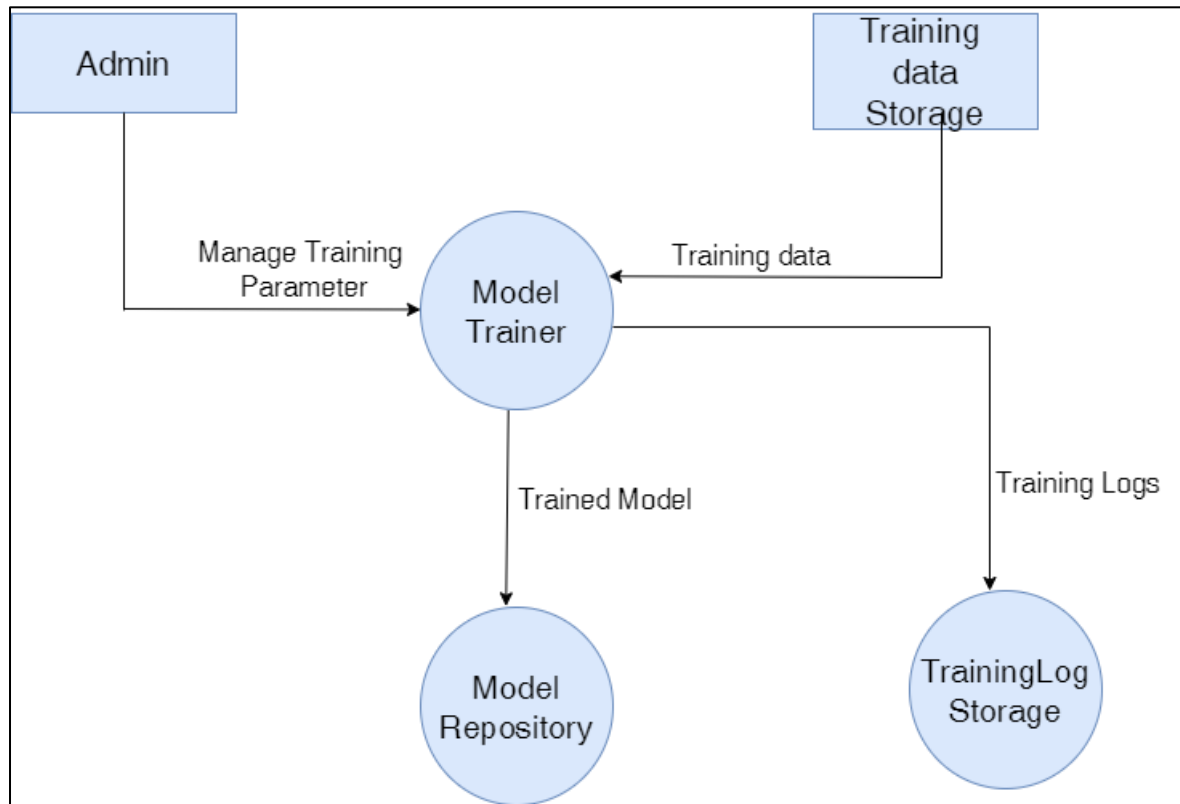 Admin
Training
data
Storage
Manage Training
Parameter
Training data
Model
Trainer
Trained Model
Training Logs
Model
Repository
TrainingLog
Storage